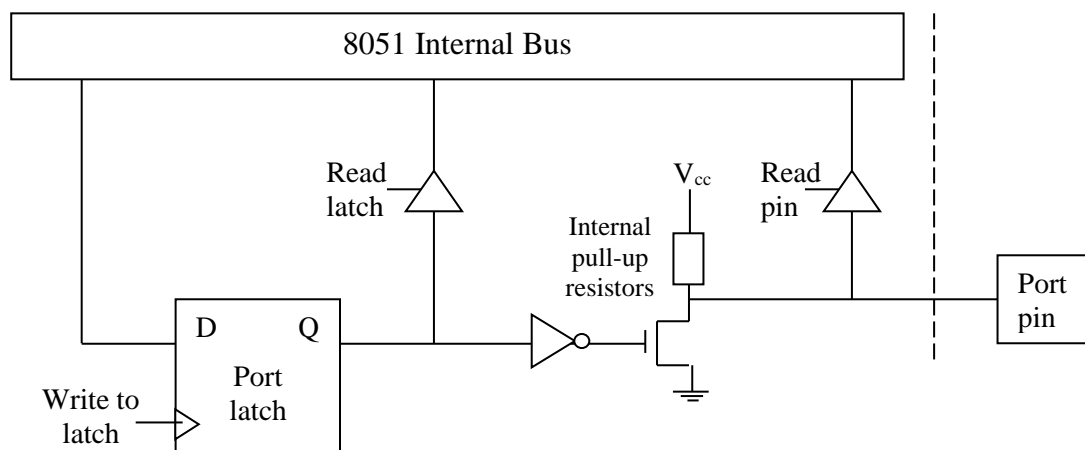 8051 Internal Bus
Read
latch
Vcc
Read
pin
Internal
pull-up
resistors
Port
pin
D Q
Port
latch
Write to
latch